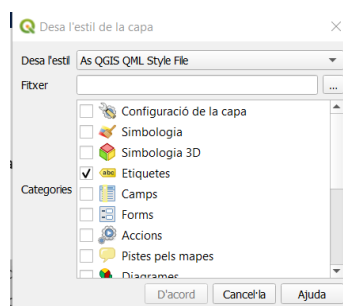 Desa l'estil de la capa
Desa l'estil As QGIS QML Style File
Fitxer ...
Configuració de la capa
Simbologia
Simbologia 3D
abc Etiquetes
Camps
Categories
Forms
Accions
Pistes pels mapes
Diagrames
D'acord Cancel·la Ajuda